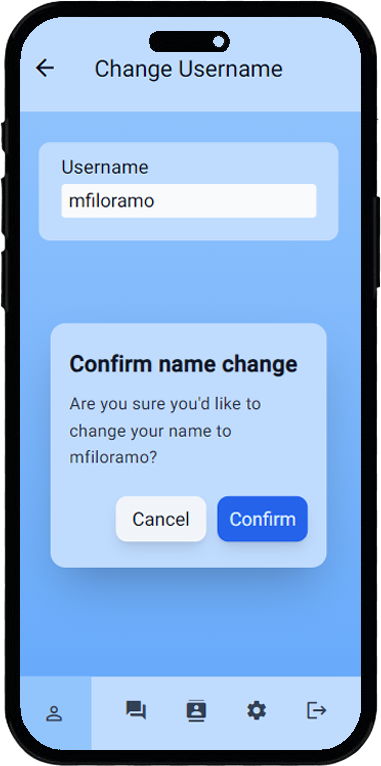 Change Username
Username
mfiloramo
Confirm name change
Are you sure you'd like to
change your name to
mfiloramo?
Cancel
Confirm